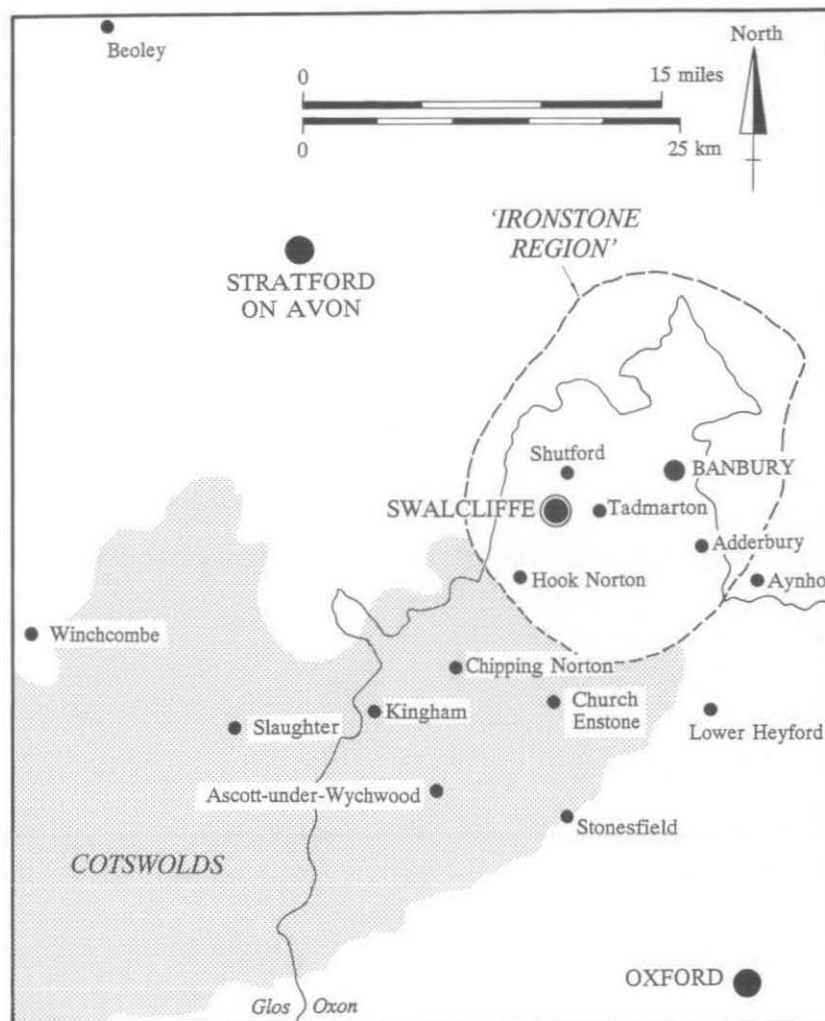 Beoley
0
15 miles
0
25 km
North
'IRONSTONE
REGION'
STRATFORD
ON AVON
Shutford
BANBURY
SWALCLIFFE
Tadmarton
Adderbury
Hook Norton
Aynho
Winchcombe
Chipping Norton
Kingham
Church
Enstone
Slaughter
Lower Heyford
Ascott-under-Wychwood
Stonesfield
COTSWOLDS
OXFORD
Glos
Oxon